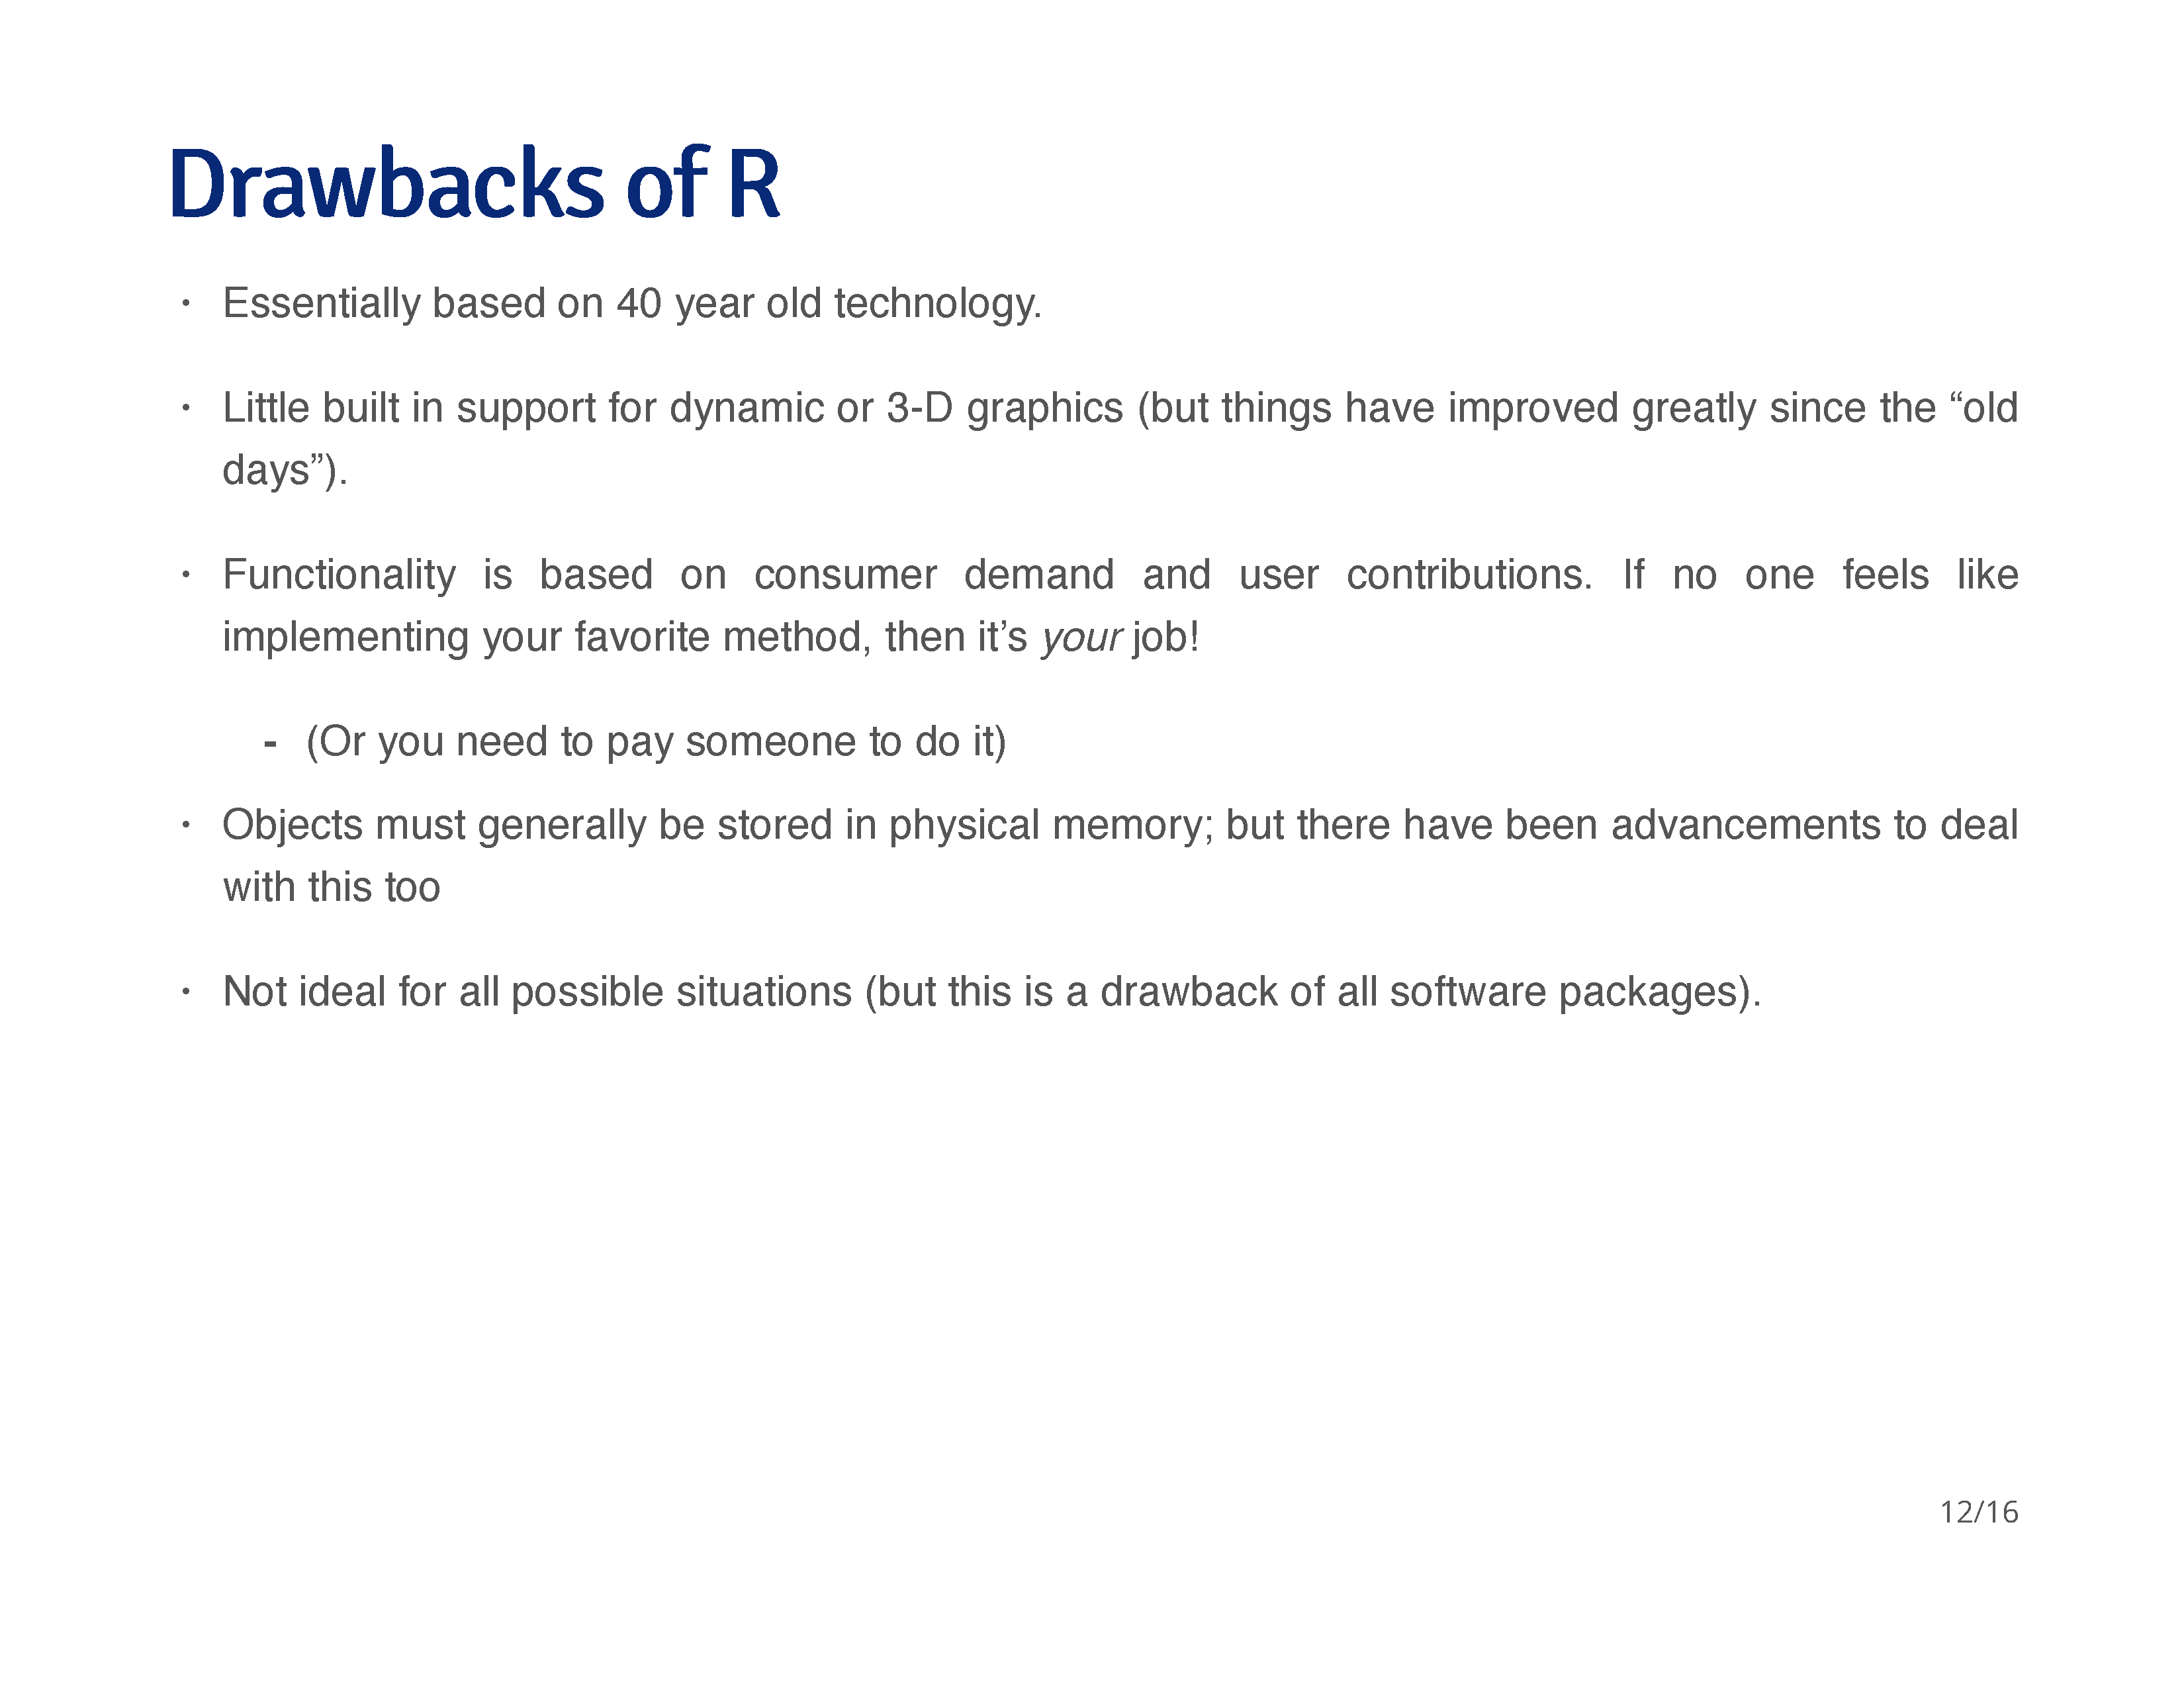 Drawbacks of R
· Essentially based on 40 year old technology.
· Little built in support for dynamic or 3-D graphics (but things have improved greatly since the “old
days”).
· Functionality is based on consumer demand and user contributions. If no one feels like
implementing your favorite method, then it’s your job!
- (Or you need to pay someone to do it)
· Objects must generally be stored in physical memory; but there have been advancements to deal
with this too
· Not ideal for all possible situations (but this is a drawback of all software packages).
12/16